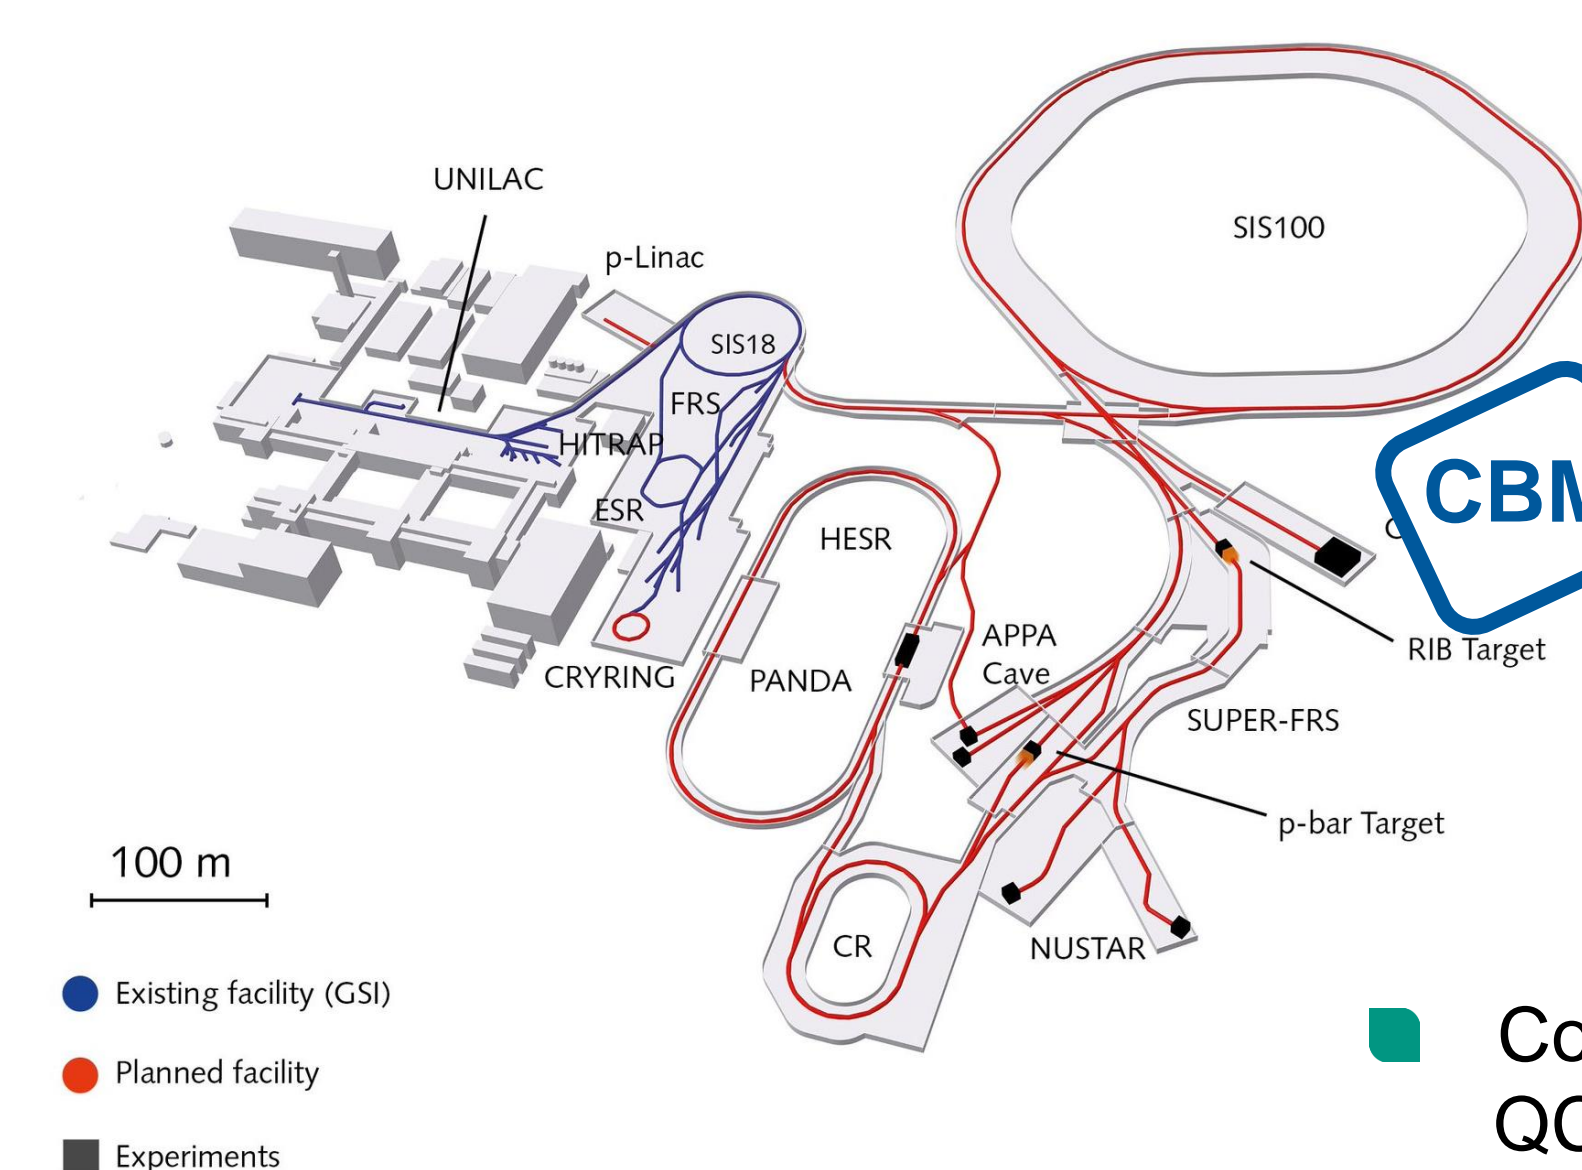 UNILAC
p-Linac
SIS100
SIS18
FRS
HITRAP
ESR
HESR
CRYRING
PANDA
APPA
Cave
RIB Target
SUPER-FRS
p-bar Target
CR
NUSTAR
100 m
Existing facility (GSI)
Planned facility
Experiments